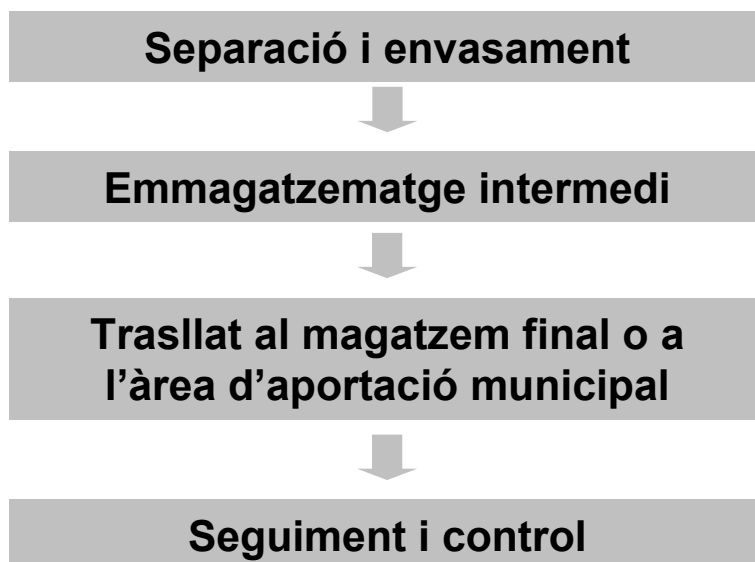 Separació i envasament
Emmagatzematge intermedi
Trasllat al magatzem final o a
l’àrea d’aportació municipal
Seguiment i control